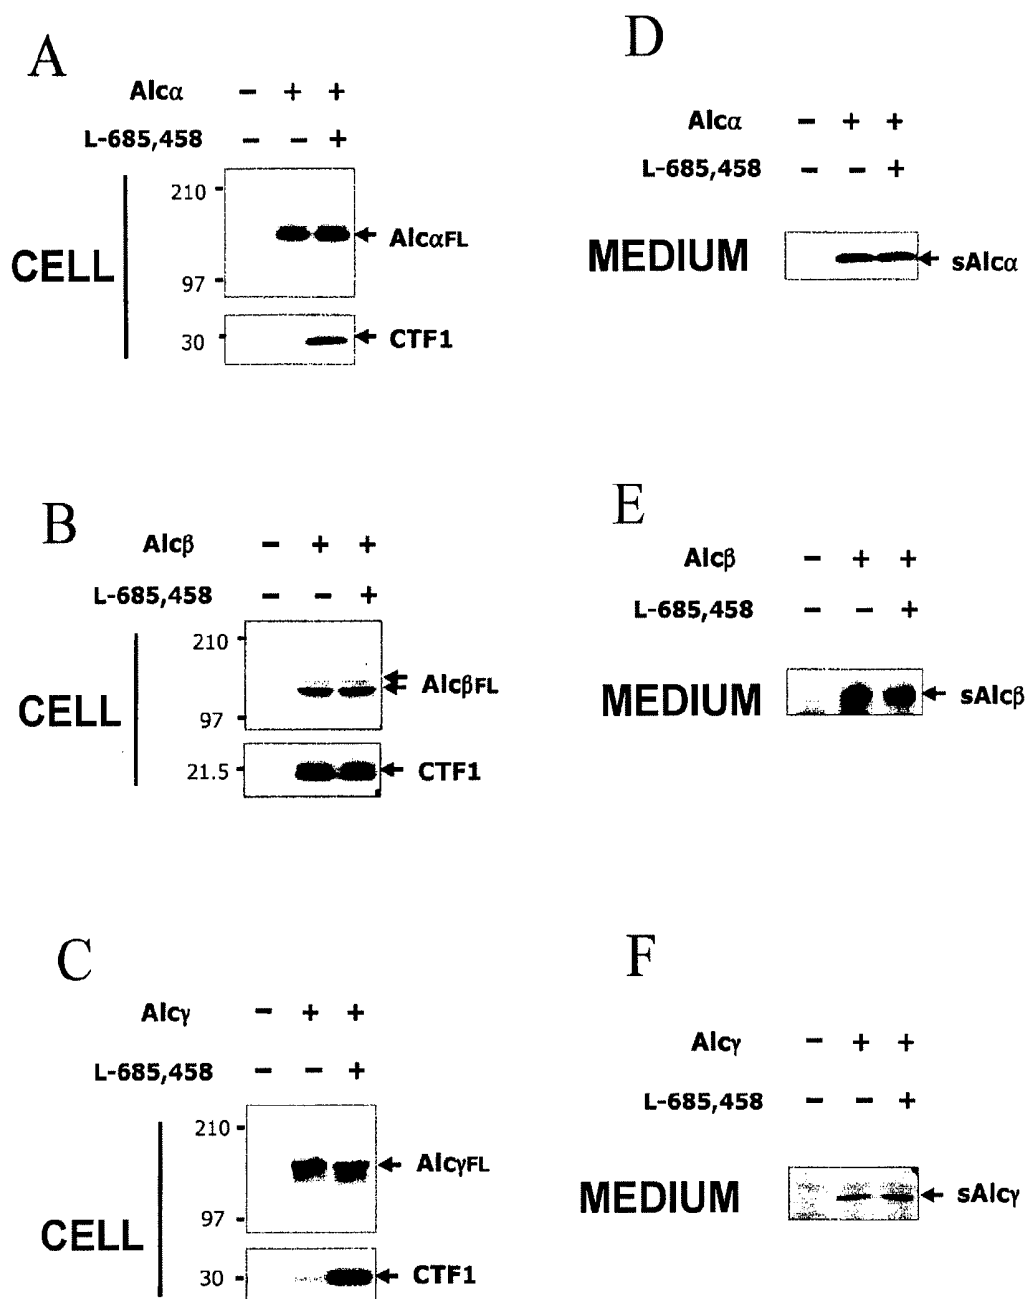 A
Alcα − + +
L-685,458 − − +
CELL
210
AlcαFL
97
30
CTF1
D
Alcα − + +
L-685,458 − − +
MEDIUM
sAlcα
B
Alcβ − + +
L-685,458 − − +
CELL
210
AlcβFL
97
21.5
CTF1
E
Alcβ − + +
L-685,458 − − +
MEDIUM
sAlcβ
C
Alcγ − + +
L-685,458 − − +
CELL
210
AlcγFL
97
30
CTF1
F
Alcγ − + +
L-685,458 − − +
MEDIUM
sAlcγ